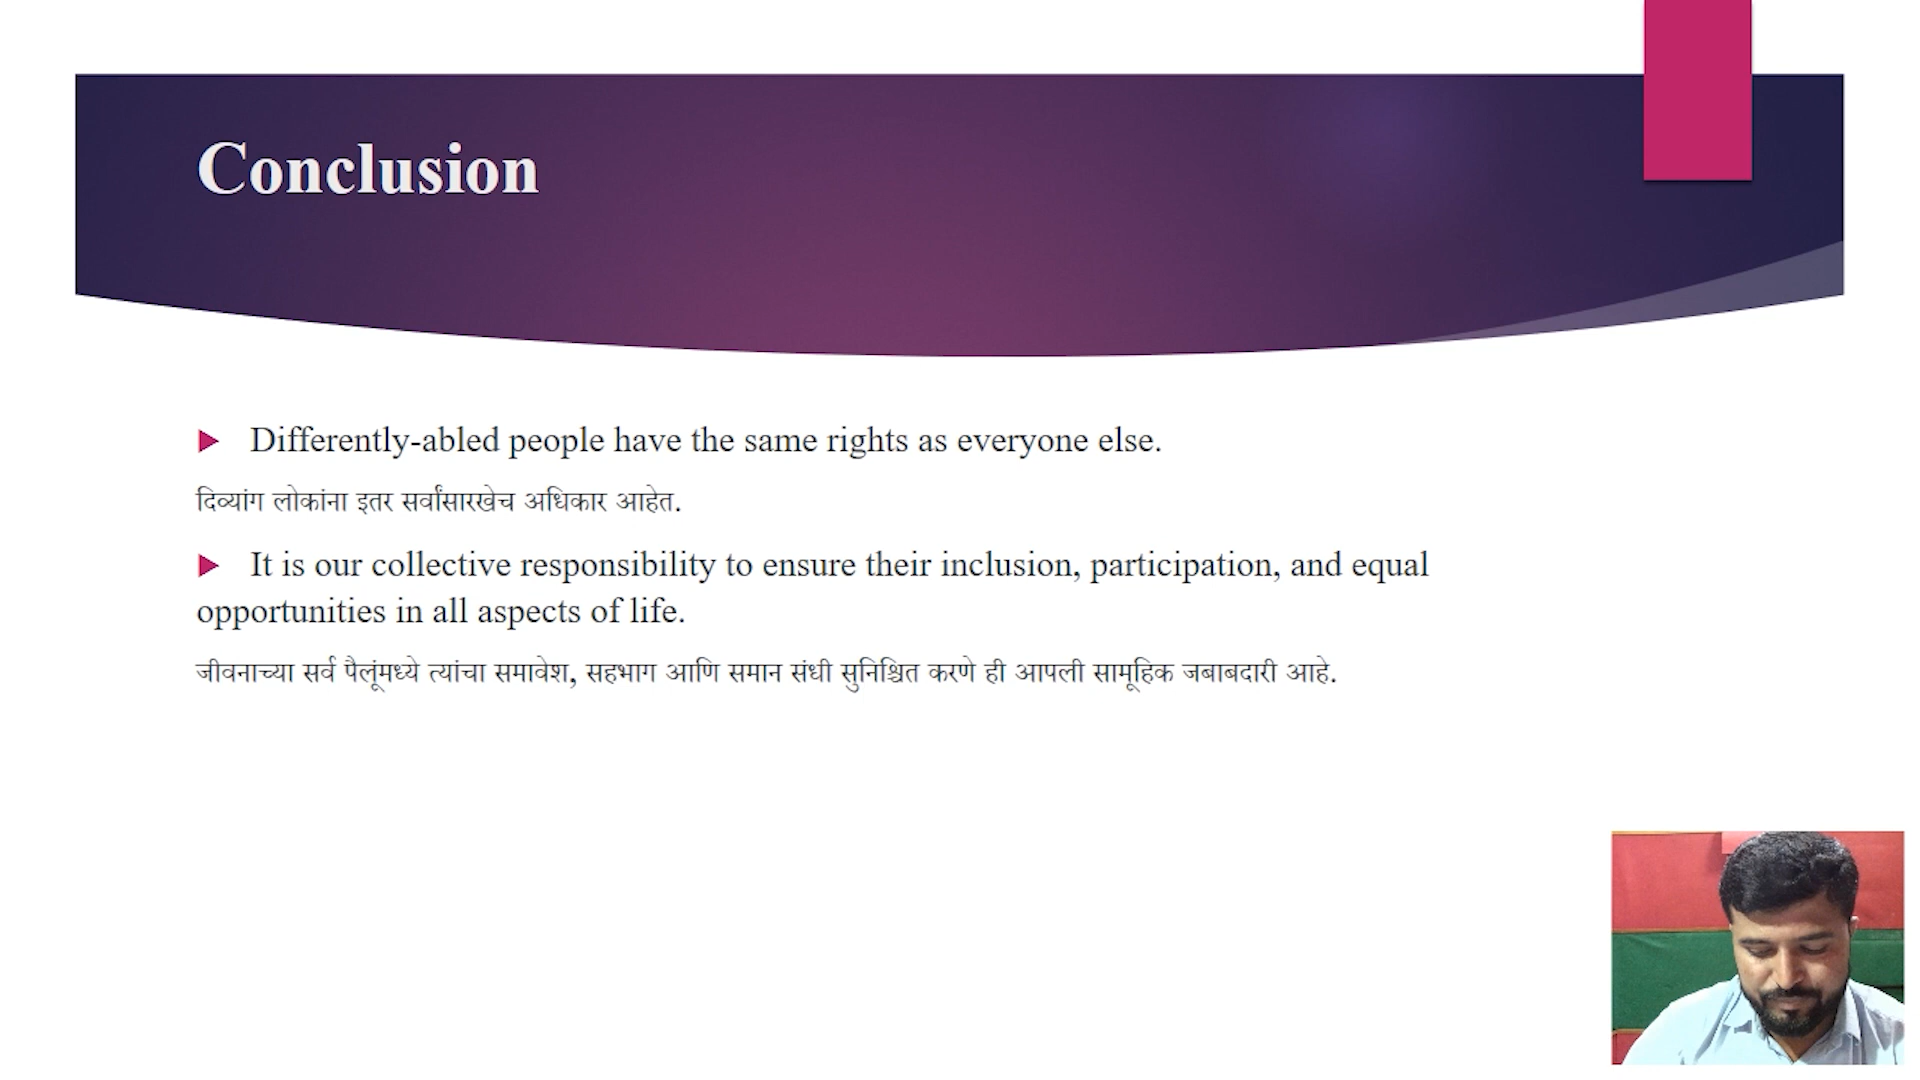 Conclusion
Differently-abled people have the same rights as everyone else.
दिव्यांग लोकांना इतर सर्वांसारखेच अधिकार आहेत.
It is our collective responsibility to ensure their inclusion, participation, and equal
opportunities in all aspects of life.
जीवनाच्या सर्व पैलूंमध्ये त्यांचा समावेश, सहभाग आणि समान संधी सुनिश्चित करणे ही आपली सामूहिक जबाबदारी आहे.